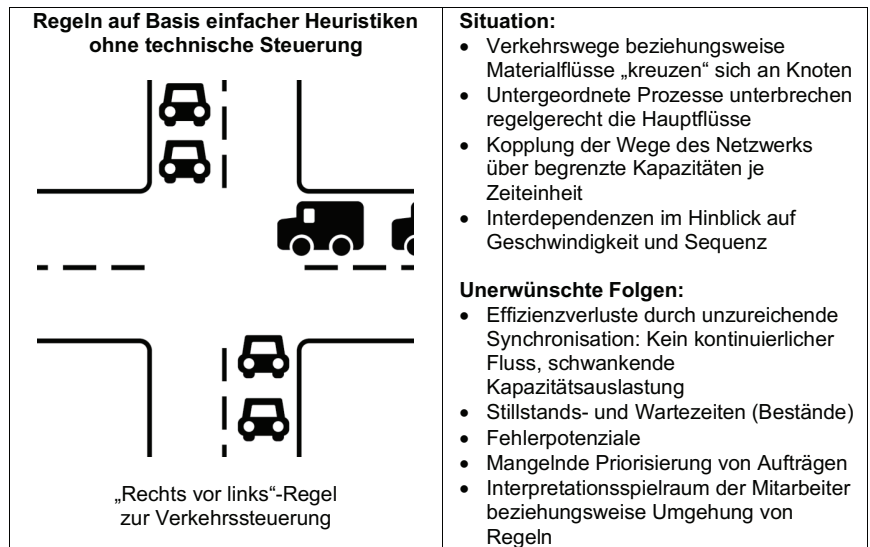 Regeln auf Basis einfacher Heuristiken
ohne technische Steuerung
„Rechts vor links“-Regel
zur Verkehrssteuerung
Situation:
• Verkehrswege beziehungsweise
Materialflüsse „kreuzen“ sich an Knoten
• Untergeordnete Prozesse unterbrechen
regelgerecht die Hauptflüsse
• Kopplung der Wege des Netzwerks
über begrenzte Kapazitäten je
Zeiteinheit
• Interdependenzen im Hinblick auf
Geschwindigkeit und Sequenz
Unerwünschte Folgen:
• Effizienzverluste durch unzureichende
Synchronisation: Kein kontinuierlicher
Fluss, schwankende
Kapazitätsauslastung
• Stillstands- und Wartezeiten (Bestände)
• Fehlerpotenziale
• Mangelnde Priorisierung von Aufträgen
• Interpretationsspielraum der Mitarbeiter
beziehungsweise Umgehung von
Regeln